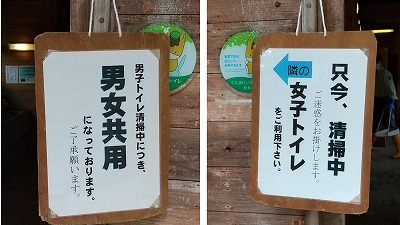 男子トイレ清掃中につき、
男女共用
になっております。
ご了承願います。
只今、清掃中
ご迷惑をお掛けします。
隣の
女子トイレ
をご利用下さい。